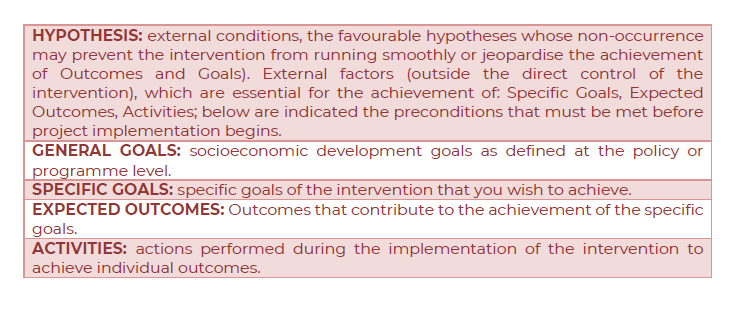 HYPOTHESIS: external conditions, the favourable hypotheses whose non-occurrence
may prevent the intervention from running smoothly or jeopardise the achievement
of Outcomes and Goals). External factors (outside the direct control of the
intervention), which are essential for the achievement of: Specific Goals, Expected
Outcomes, Activities; below are indicated the preconditions that must be met before
project implementation begins.
GENERAL GOALS: socioeconomic development goals as defined at the policy or
programme level.
SPECIFIC GOALS: specific goals of the intervention that you wish to achieve.
EXPECTED OUTCOMES: Outcomes that contribute to the achievement of the specific
goals.
ACTIVITIES: actions performed during the implementation of the intervention to
achieve individual outcomes.